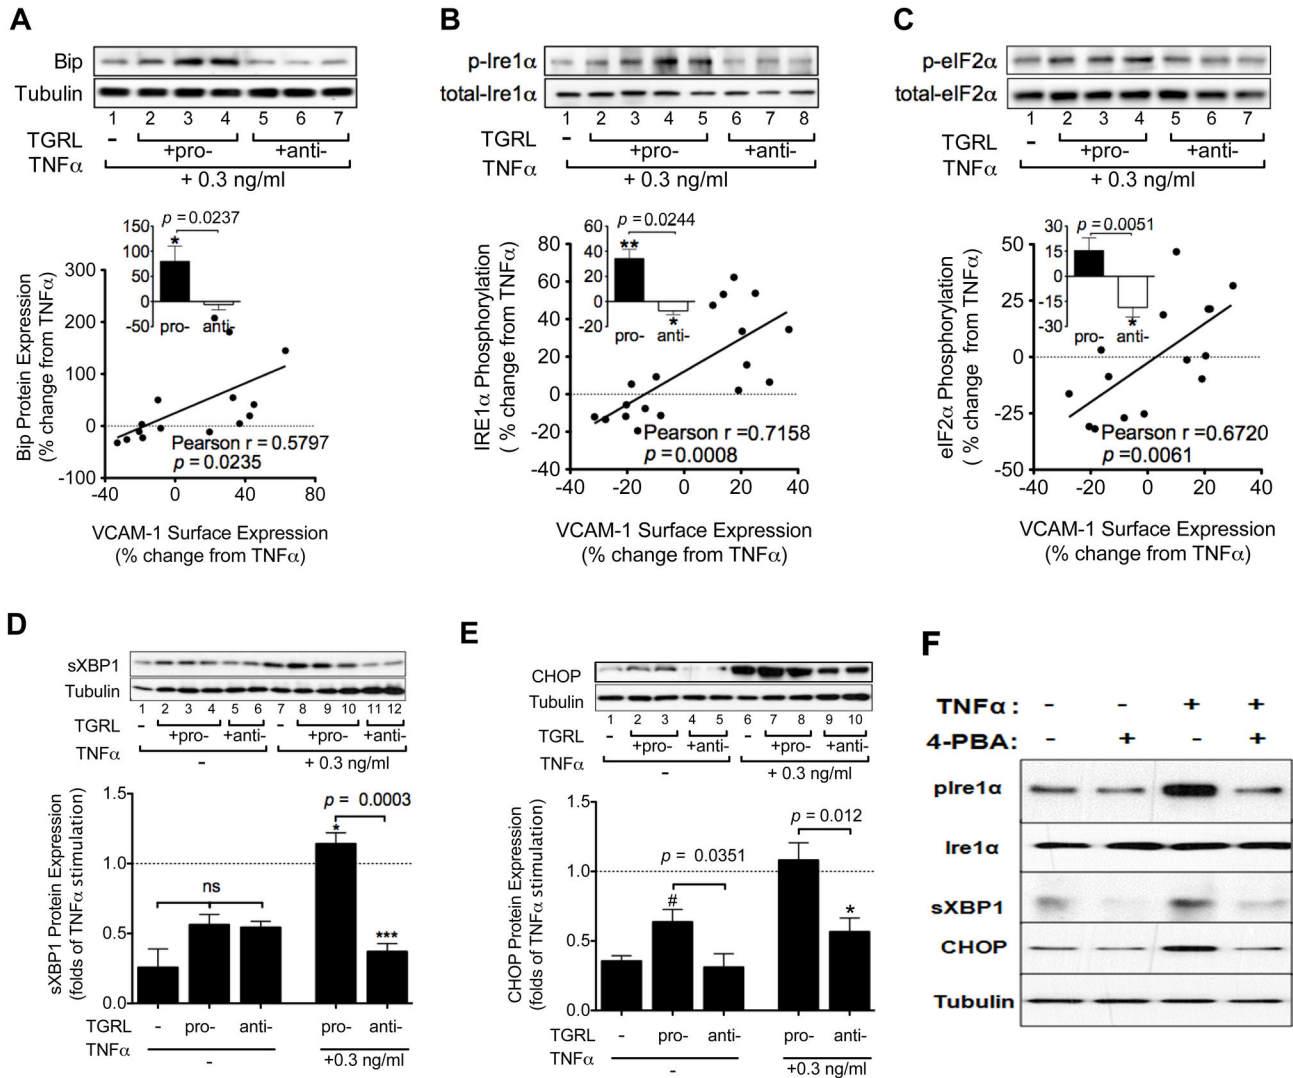 A
Bip
Tubulin
1 2 3 4 5 6 7
TGRL - +pro- +anti-
TNFα + 0.3 ng/ml
p = 0.0237
150
100
50
0
-50
*
pro- anti-
Bip Protein Expression
(% change from TNFα)
300
200
100
0
-100
Pearson r = 0.5797
p = 0.0235
-40 0 40 80
VCAM-1 Surface Expression
(% change from TNFα)
B
p-Ire1α
total-Ire1α
1 2 3 4 5 6 7 8
TGRL - +pro- +anti-
TNFα + 0.3 ng/ml
p = 0.0244
60
40
20
0
-20
**
*
pro- anti-
IRE1α Phosphorylation
( % change from TNFα)
80
60
40
20
0
-20
-40
Pearson r =0.7158
p = 0.0008
-40 -20 0 20 40
VCAM-1 Surface Expression
(% change from TNFα)
C
p-eIF2α
total-eIF2α
1 2 3 4 5 6 7
TGRL - +pro- +anti-
TNFα + 0.3 ng/ml
p = 0.0051
30
15
0
-15
-30
*
pro- anti-
eIF2α Phosphorylation
( % change from TNFα)
50
25
0
-25
-50
Pearson r =0.6720
p = 0.0061
-40 -20 0 20 40
VCAM-1 Surface Expression
(% change from TNFα)
D
sXBP1
Tubulin
1 2 3 4 5 6 7 8 9 10 11 12
TGRL - +pro- +anti- - +pro- +anti-
TNFα - + 0.3 ng/ml
sXBP1 Protein Expression
(folds of TNFα stimulation)
1.5
1.0
0.5
0.0
ns
p = 0.0003
*
***
TGRL - pro- anti- pro- anti-
TNFα - +0.3 ng/ml
E
CHOP
Tubulin
1 2 3 4 5 6 7 8 9 10
TGRL - +pro- +anti- - +pro- +anti-
TNFα - + 0.3 ng/ml
CHOP Protein Expression
(folds of TNFα stimulation)
1.5
1.0
0.5
0.0
p = 0.0351
#
p = 0.012
*
TGRL - pro- anti- pro- anti-
TNFα - +0.3 ng/ml
F
TNFα : - - + +
4-PBA: - + - +
pIre1α
Ire1α
sXBP1
CHOP
Tubulin